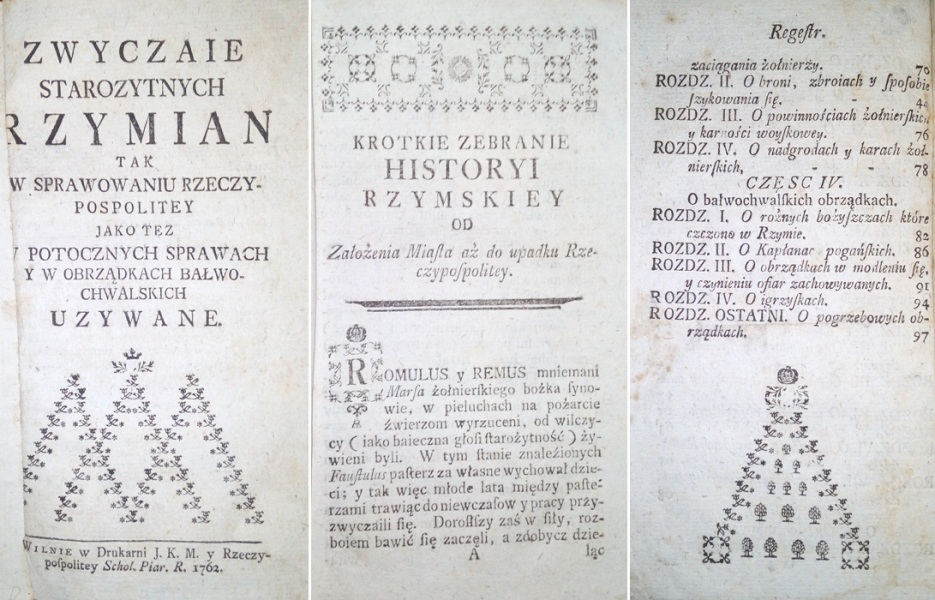 ZWYCZAIE
STAROZYTNYCH
RZYMIAN
TAK
W SPRAWOWANIU RZECZY-
POSPOLITEY
JAKO TEZ
W POTOCZNYCH SPRAWACH
Y W OBRZĄDKACH BAŁWO-
CHWALSKICH
UZYWANE.
WILNIE w Drukarni J. K. M. y Rzeczy-
pospolitey Schol. Piar. R. 1762.
KROTKIE ZEBRANIE
HISTORYI
RZYMSKIEY
OD
Założenia Miaſta aż do upadku Rze-
czypoſpolitey.
ROMULUS y REMUS mniemani
Marſa żołnierſkiego bożka ſyno-
wie, w pieluchach na pożarcie
źwierzom wyrzuceni, od wilczy-
cy ( iako baieczna głoſi ſtarożytność ) ży-
wieni byli. W tym ſtanie znaleźionych
Fauſtulus paſterz za właſne wychował dzie-
ci; y tak więc młode lata między paſte-
rzami trawiąc do niewczaſow y pracy przy-
zwyczaili ſię. Doroſłſzy zaś w ſiły, roz-
boiem bawić ſię zaczęli, a zdobycz dzie-
A ląc
Regeſtr.
zaciągania żołnierży. 70
ROZDZ. II. O broni, zbroiach y ſpoſobie
ſzykowania ſię. - - 44
ROZDZ. III. O powinnościach żołnierſkich
y karności woyſkowey. 76
ROZDZ. IV. O nadgrodach y karach żoł-
nierſkich, - - 78
CZĘSC IV.
O bałwochwalſkich obrządkach.
ROZDZ. I. O rożnych bożyſzczach ktore
czczono w Rzymie. 82
ROZDZ. II. O Kapłanac pogańſkich. 86
ROZDZ. III. O obrządkach w modleniu ſię,
y czynieniu ofiar zachowywanych. 91
ROZDZ. IV. O igrzyſkach. 94
ROZDZ. OSTATNI. O pogrzebowych ob-
rządkach. 97